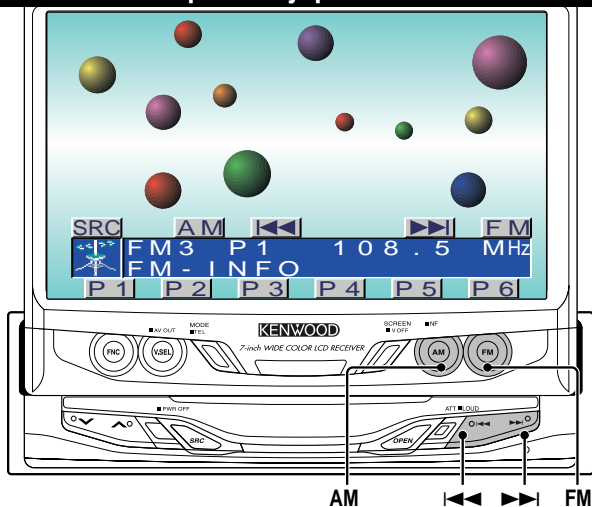 SRC AM |◀◀ ▶▶| FM
FM3 P1 108.5 MHz
FM-INFO
P1 P2 P3 P4 P5 P6
■AV OUT MODE ■TEL KENWOOD SCREEN ■V.OFF ■NF
FNC V.SEL 7-inch WIDE COLOR LCD RECEIVER AM FM
■PWR OFF ATT ■LOUD
SRC OPEN |◀◀ ▶▶|
AM |◀◀ ▶▶| FM